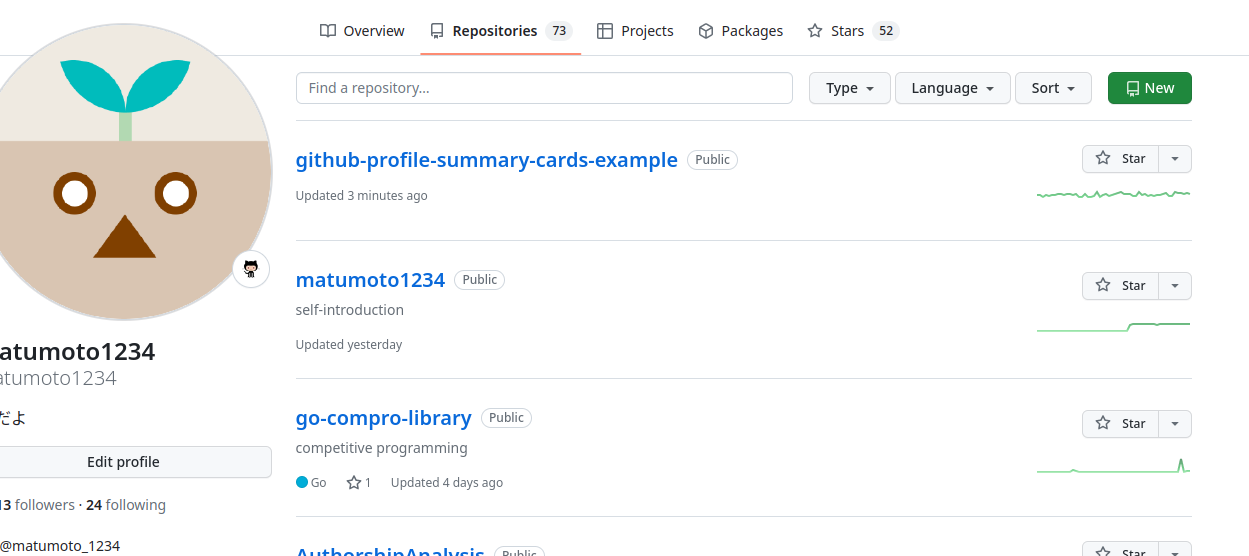 Overview Repositories 73 Projects Packages Stars 52
Find a repository... Type Language Sort New
github-profile-summary-cards-example Public Star
Updated 3 minutes ago
matumoto1234 Public Star
self-introduction
Updated yesterday
go-compro-library Public Star
competitive programming
Go 1 Updated 4 days ago
AuthorshipAnalysis Public Star
atumoto1234
atumoto1234
だよ
Edit profile
13 followers · 24 following
@matumoto_1234